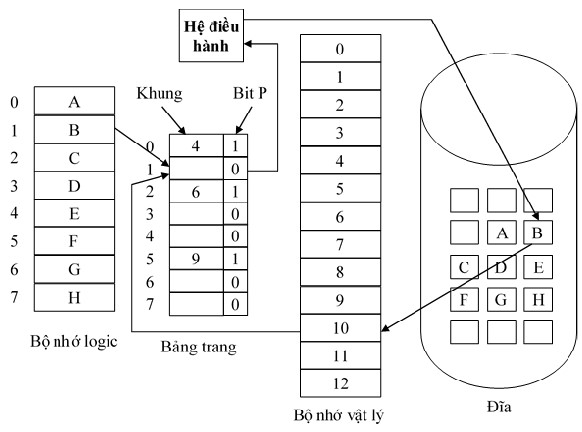 Hệ điều
hành
Khung
Bit P
0 A
1 B
2 C
3 D
4 E
5 F
6 G
7 H
Bộ nhớ logic
0 4 1
1 0
2 6 1
3 0
4 0
5 9 1
6 0
7 0
Bảng trang
0
1
2
3
4
5
6
7
8
9
10
11
12
Bộ nhớ vật lý
A B
C D E
F G H
Đĩa